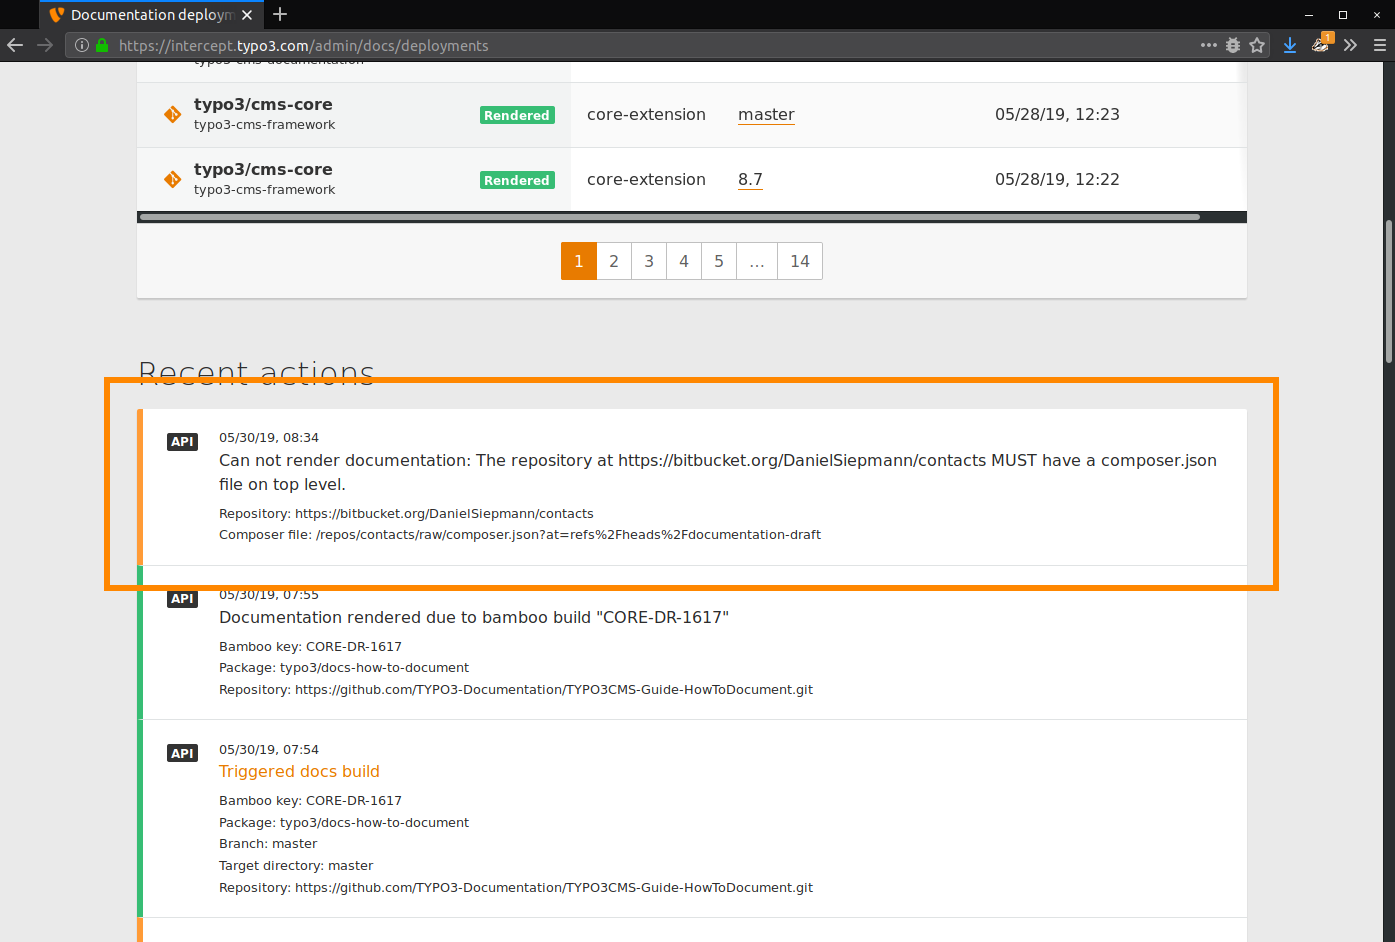 Documentation deploym
https://intercept.typo3.com/admin/docs/deployments
1
typo3-cms-documentation
typo3/cms-core
typo3-cms-framework
Rendered
core-extension
master
05/28/19, 12:23
typo3/cms-core
typo3-cms-framework
Rendered
core-extension
8.7
05/28/19, 12:22
1 2 3 4 5 ... 14
Recent actions
API
05/30/19, 08:34
Can not render documentation: The repository at https://bitbucket.org/DanielSiepmann/contacts MUST have a composer.json
file on top level.
Repository: https://bitbucket.org/DanielSiepmann/contacts
Composer file: /repos/contacts/raw/composer.json?at=refs%2Fheads%2Fdocumentation-draft
API
05/30/19, 07:55
Documentation rendered due to bamboo build "CORE-DR-1617"
Bamboo key: CORE-DR-1617
Package: typo3/docs-how-to-document
Repository: https://github.com/TYPO3-Documentation/TYPO3CMS-Guide-HowToDocument.git
API
05/30/19, 07:54
Triggered docs build
Bamboo key: CORE-DR-1617
Package: typo3/docs-how-to-document
Branch: master
Target directory: master
Repository: https://github.com/TYPO3-Documentation/TYPO3CMS-Guide-HowToDocument.git